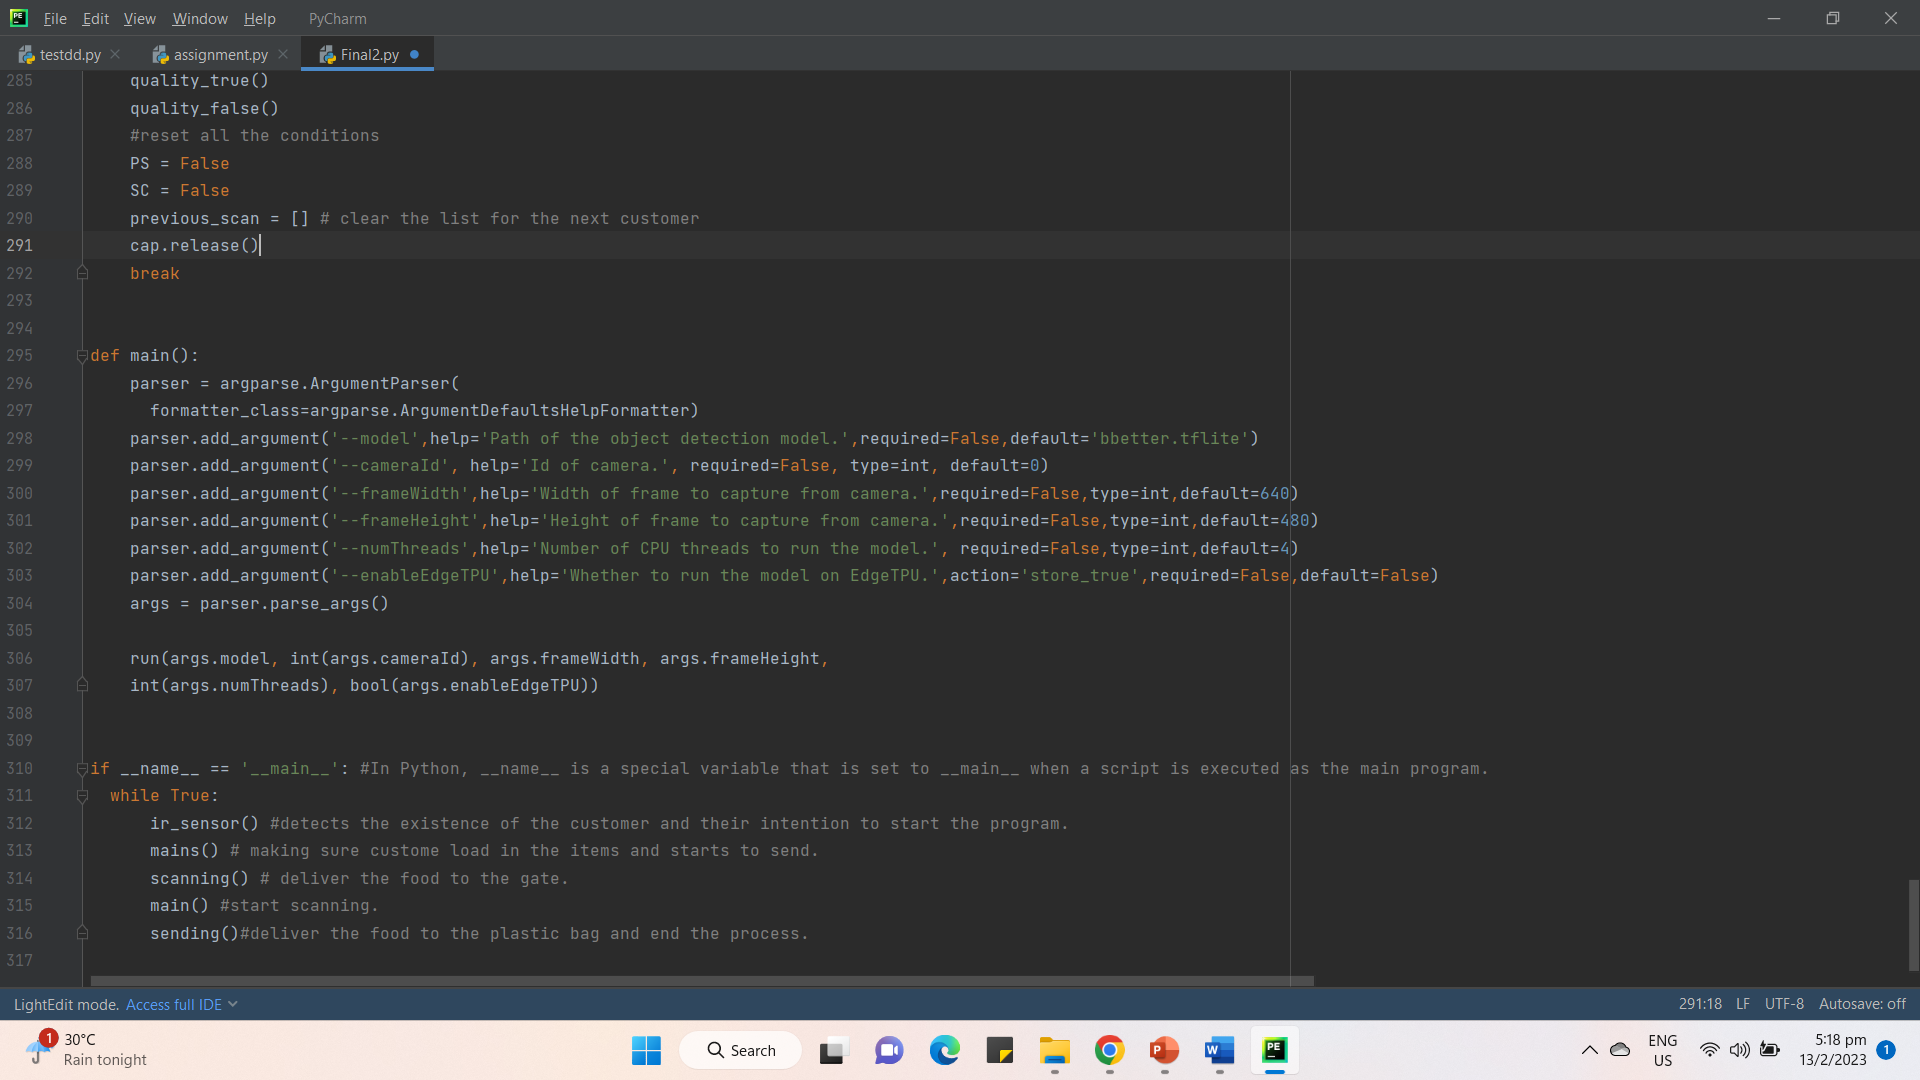 PE File Edit View Window Help PyCharm
testdd.py assignment.py Final2.py
285 quality_true()
286 quality_false()
287 #reset all the conditions
288 PS = False
289 SC = False
290 previous_scan = [] # clear the list for the next customer
291 cap.release()
292 break
293
294
295 def main():
296 parser = argparse.ArgumentParser(
297 formatter_class=argparse.ArgumentDefaultsHelpFormatter)
298 parser.add_argument('--model',help='Path of the object detection model.',required=False,default='bbetter.tflite')
299 parser.add_argument('--cameraId', help='Id of camera.', required=False, type=int, default=0)
300 parser.add_argument('--frameWidth',help='Width of frame to capture from camera.',required=False,type=int,default=640)
301 parser.add_argument('--frameHeight',help='Height of frame to capture from camera.',required=False,type=int,default=480)
302 parser.add_argument('--numThreads',help='Number of CPU threads to run the model.', required=False,type=int,default=4)
303 parser.add_argument('--enableEdgeTPU',help='Whether to run the model on EdgeTPU.',action='store_true',required=False,default=False)
304 args = parser.parse_args()
305
306 run(args.model, int(args.cameraId), args.frameWidth, args.frameHeight,
307 int(args.numThreads), bool(args.enableEdgeTPU))
308
309
310 if __name__ == '__main__': #In Python, __name__ is a special variable that is set to __main__ when a script is executed as the main program.
311 while True:
312 ir_sensor() #detects the existence of the customer and their intention to start the program.
313 mains() # making sure custome load in the items and starts to send.
314 scanning() # deliver the food to the gate.
315 main() #start scanning.
316 sending()#deliver the food to the plastic bag and end the process.
317
LightEdit mode. Access full IDE 291:18 LF UTF-8 Autosave: off
1 30°C
Rain tonight
Search
P W PE
ENG
US
5:18 pm
13/2/2023
1